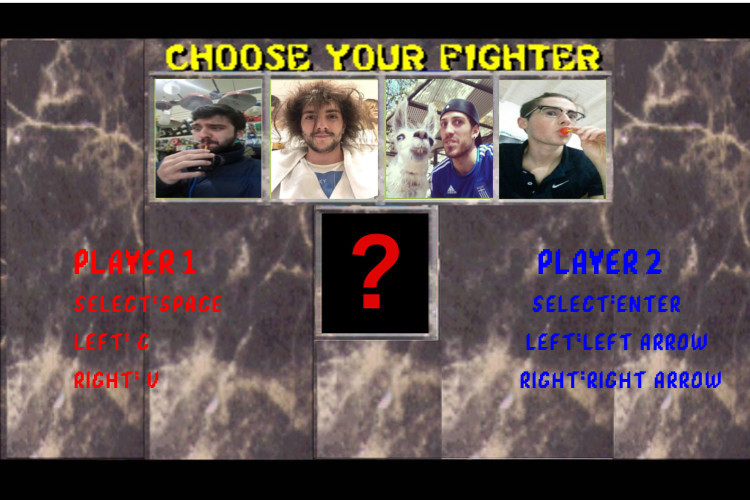 CHOOSE YOUR FIGHTER
?
PLAYER 1
SELECT:SPACE
LEFT: C
RIGHT: V
PLAYER 2
SELECT:ENTER
LEFT:LEFT ARROW
RIGHT:RIGHT ARROW